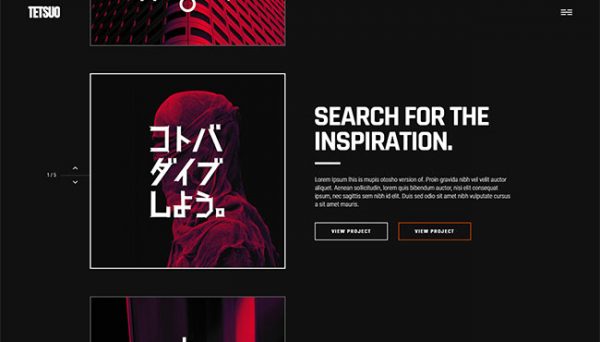 TETSUO
コトバ
ダイブ
しよう。
1 / 5
SEARCH FOR THE
INSPIRATION.
Lorem Ipsum this is mupis otosho version of. Proin gravida nibh vel velit auctor
aliquet. Aenean sollicitudin, lorem quis bibendum auctor, nisi elit consequat
ipsum, nec sagittis sem nibh id elit. Duis sed odio sit amet nibh vulputate cursus
a sit amet mauris.
VIEW PROJECT
VIEW PROJECT